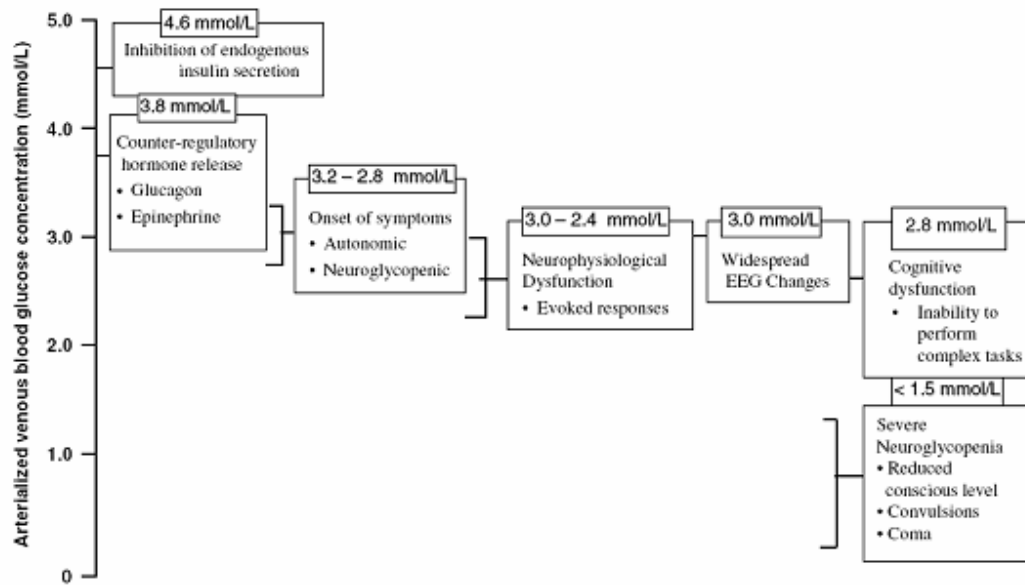 Arterialized venous blood glucose concentration (mmol/L)
5.0
4.0
3.0
2.0
1.0
0
4.6 mmol/L
Inhibition of endogenous
insulin secretion
3.8 mmol/L
Counter-regulatory
hormone release
• Glucagon
• Epinephrine
3.2 – 2.8 mmol/L
Onset of symptoms
• Autonomic
• Neuroglycopenic
3.0 – 2.4 mmol/L
Neurophysiological
Dysfunction
• Evoked responses
3.0 mmol/L
Widespread
EEG Changes
2.8 mmol/L
Cognitive
dysfunction
• Inability to
perform
complex tasks
< 1.5 mmol/L
Severe
Neuroglycopenia
• Reduced
conscious level
• Convulsions
• Coma